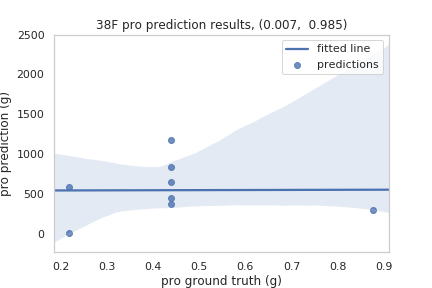 38F pro prediction results, (0.007,  0.985)
fitted line
predictions
2500
2000
1500
1000
500
0
pro prediction (g)
0.2 0.3 0.4 0.5 0.6 0.7 0.8 0.9
pro ground truth (g)